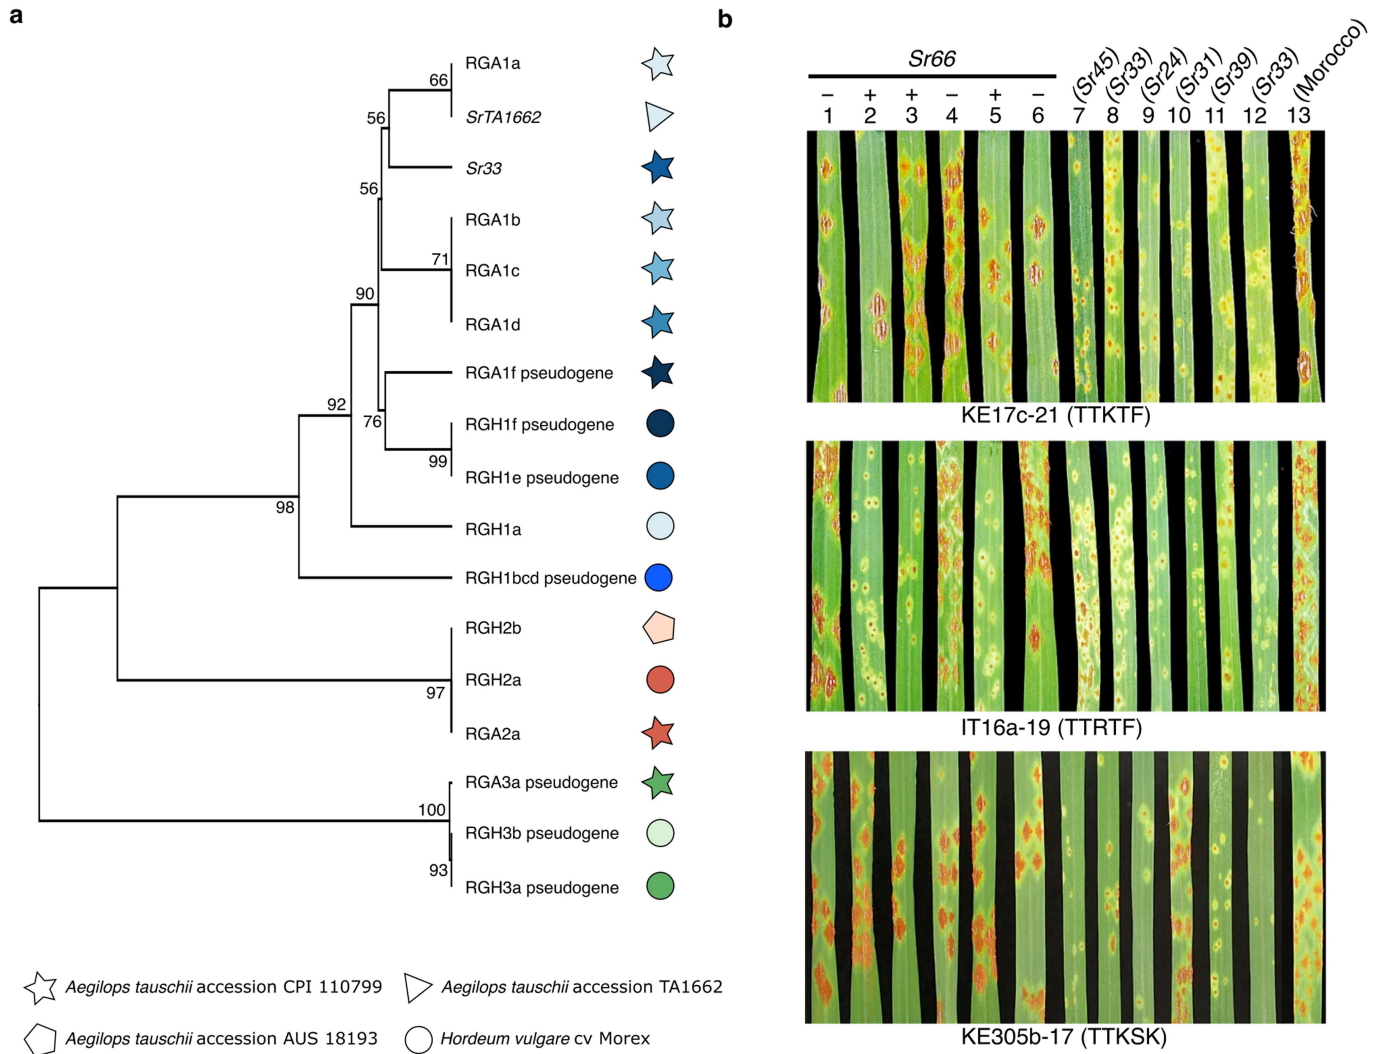 a
66
RGA1a
SrTA1662
56
Sr33
56
RGA1b
71
RGA1c
90
RGA1d
RGA1f pseudogene
92
76
RGH1f pseudogene
99
RGH1e pseudogene
98
RGH1a
RGH1bcd pseudogene
RGH2b
97
RGH2a
RGA2a
RGA3a pseudogene
100
RGH3b pseudogene
93
RGH3a pseudogene
Aegilops tauschii accession CPI 110799
Aegilops tauschii accession TA1662
Aegilops tauschii accession AUS 18193
Hordeum vulgare cv Morex
b
Sr66
(Sr45) (Sr33) (Sr24) (Sr31) (Sr39) (Sr33) (Morocco)
– + + – + –
1 2 3 4 5 6 7 8 9 10 11 12 13
KE17c-21 (TTKTF)
IT16a-19 (TTRTF)
KE305b-17 (TTKSK)